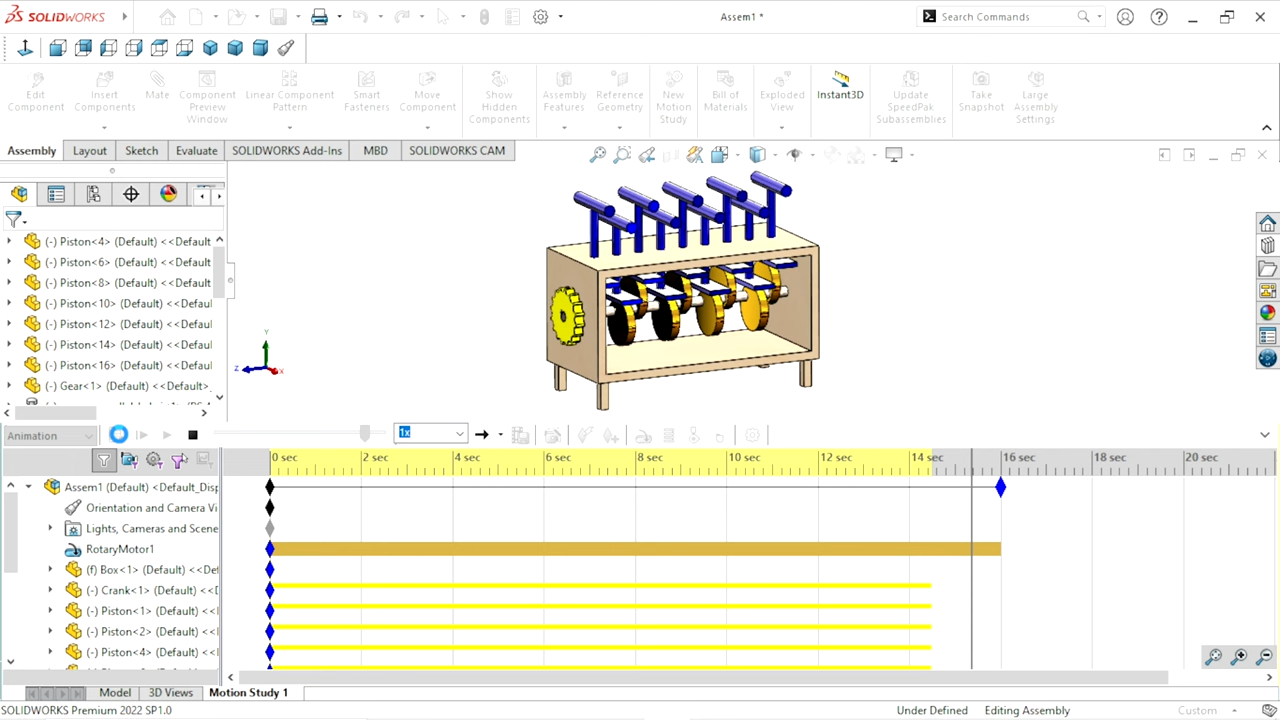 SOLIDWORKS
Assem1 *
Search Commands
Edit
Component
Insert
Components
Mate
Component
Preview
Window
Linear Component
Pattern
Smart
Fasteners
Move
Component
Show
Hidden
Components
Assembly
Features
Reference
Geometry
New
Motion
Study
Bill of
Materials
Exploded
View
Instant3D
Update
SpeedPak
Subassemblies
Take
Snapshot
Large
Assembly
Settings
Assembly
Layout
Sketch
Evaluate
SOLIDWORKS Add-Ins
MBD
SOLIDWORKS CAM
(-) Piston<4> (Default) <<Default
(-) Piston<6> (Default) <<Default
(-) Piston<8> (Default) <<Default
(-) Piston<10> (Default) <<Defaul
(-) Piston<12> (Default) <<Defaul
(-) Piston<14> (Default) <<Defaul
(-) Piston<16> (Default) <<Defaul
(-) Gear<1> (Default) <<Default>_
Y
Z
X
Animation
1x
0 sec
2 sec
4 sec
6 sec
8 sec
10 sec
12 sec
14 sec
16 sec
18 sec
20 sec
Assem1 (Default) <Default_Disp
Orientation and Camera Vi
Lights, Cameras and Scene
RotaryMotor1
(f) Box<1> (Default) <<De
(-) Crank<1> (Default) <<D
(-) Piston<1> (Default) <<
(-) Piston<2> (Default) <<
(-) Piston<4> (Default) <<
Model
3D Views
Motion Study 1
SOLIDWORKS Premium 2022 SP1.0
Under Defined
Editing Assembly
Custom